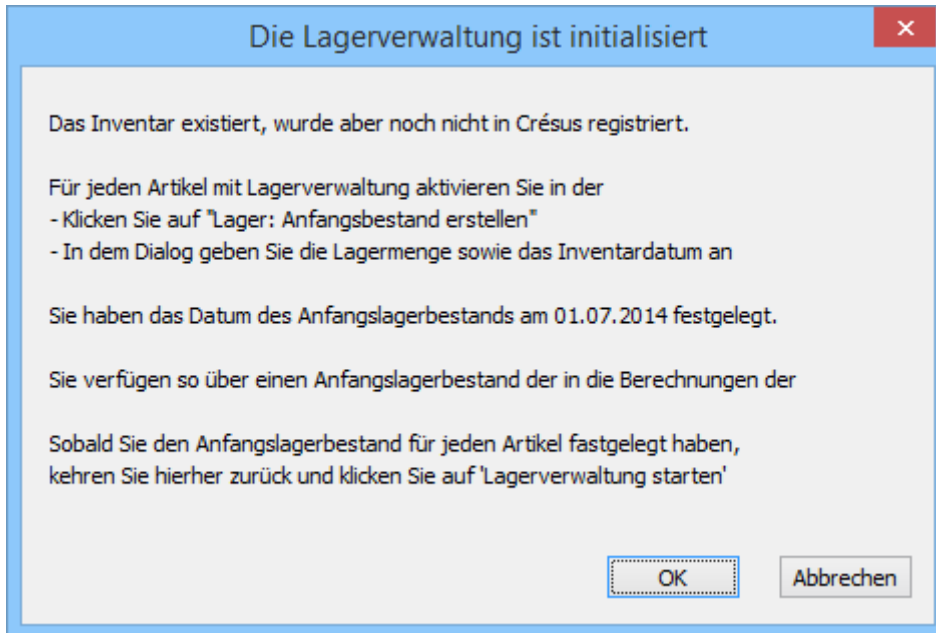 Die Lagerverwaltung ist initialisiert
Das Inventar existiert, wurde aber noch nicht in Crésus registriert.
Für jeden Artikel mit Lagerverwaltung aktivieren Sie in der
- Klicken Sie auf "Lager: Anfangsbestand erstellen"
- In dem Dialog geben Sie die Lagermenge sowie das Inventardatum an
Sie haben das Datum des Anfangslagerbestands am 01.07.2014 festgelegt.
Sie verfügen so über einen Anfangslagerbestand der in die Berechnungen der
Sobald Sie den Anfangslagerbestand für jeden Artikel fastgelegt haben,
kehren Sie hierher zurück und klicken Sie auf 'Lagerverwaltung starten'
OK
Abbrechen